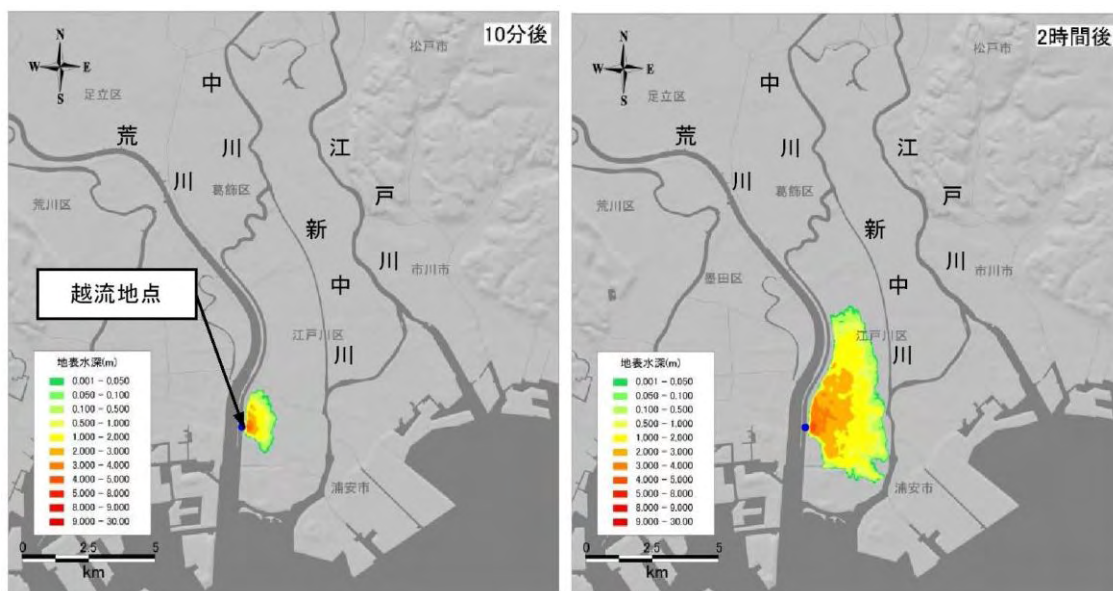 10分後
N
W E
S
松戸市
足立区
中
荒
川
江
川
葛飾区
戸
荒川区
新
川
市川市
越流地点
中
江戸川区
川
地表水深(m)
0.001 - 0.050
0.050 - 0.100
0.100 - 0.500
0.500 - 1.000
1.000 - 2.000
2.000 - 3.000
3.000 - 4.000
4.000 - 5.000
5.000 - 8.000
8.000 - 9.000
9.000 - 30.00
浦安市
0 2.5 5
km
2時間後
N
W E
S
松戸市
足立区
中
荒
川
江
川
葛飾区
戸
荒川区
新
川
市川市
墨田区
中
江戸川区
川
地表水深(m)
0.001 - 0.050
0.050 - 0.100
0.100 - 0.500
0.500 - 1.000
1.000 - 2.000
2.000 - 3.000
3.000 - 4.000
4.000 - 5.000
5.000 - 8.000
8.000 - 9.000
9.000 - 30.00
浦安市
0 2.5 5
km